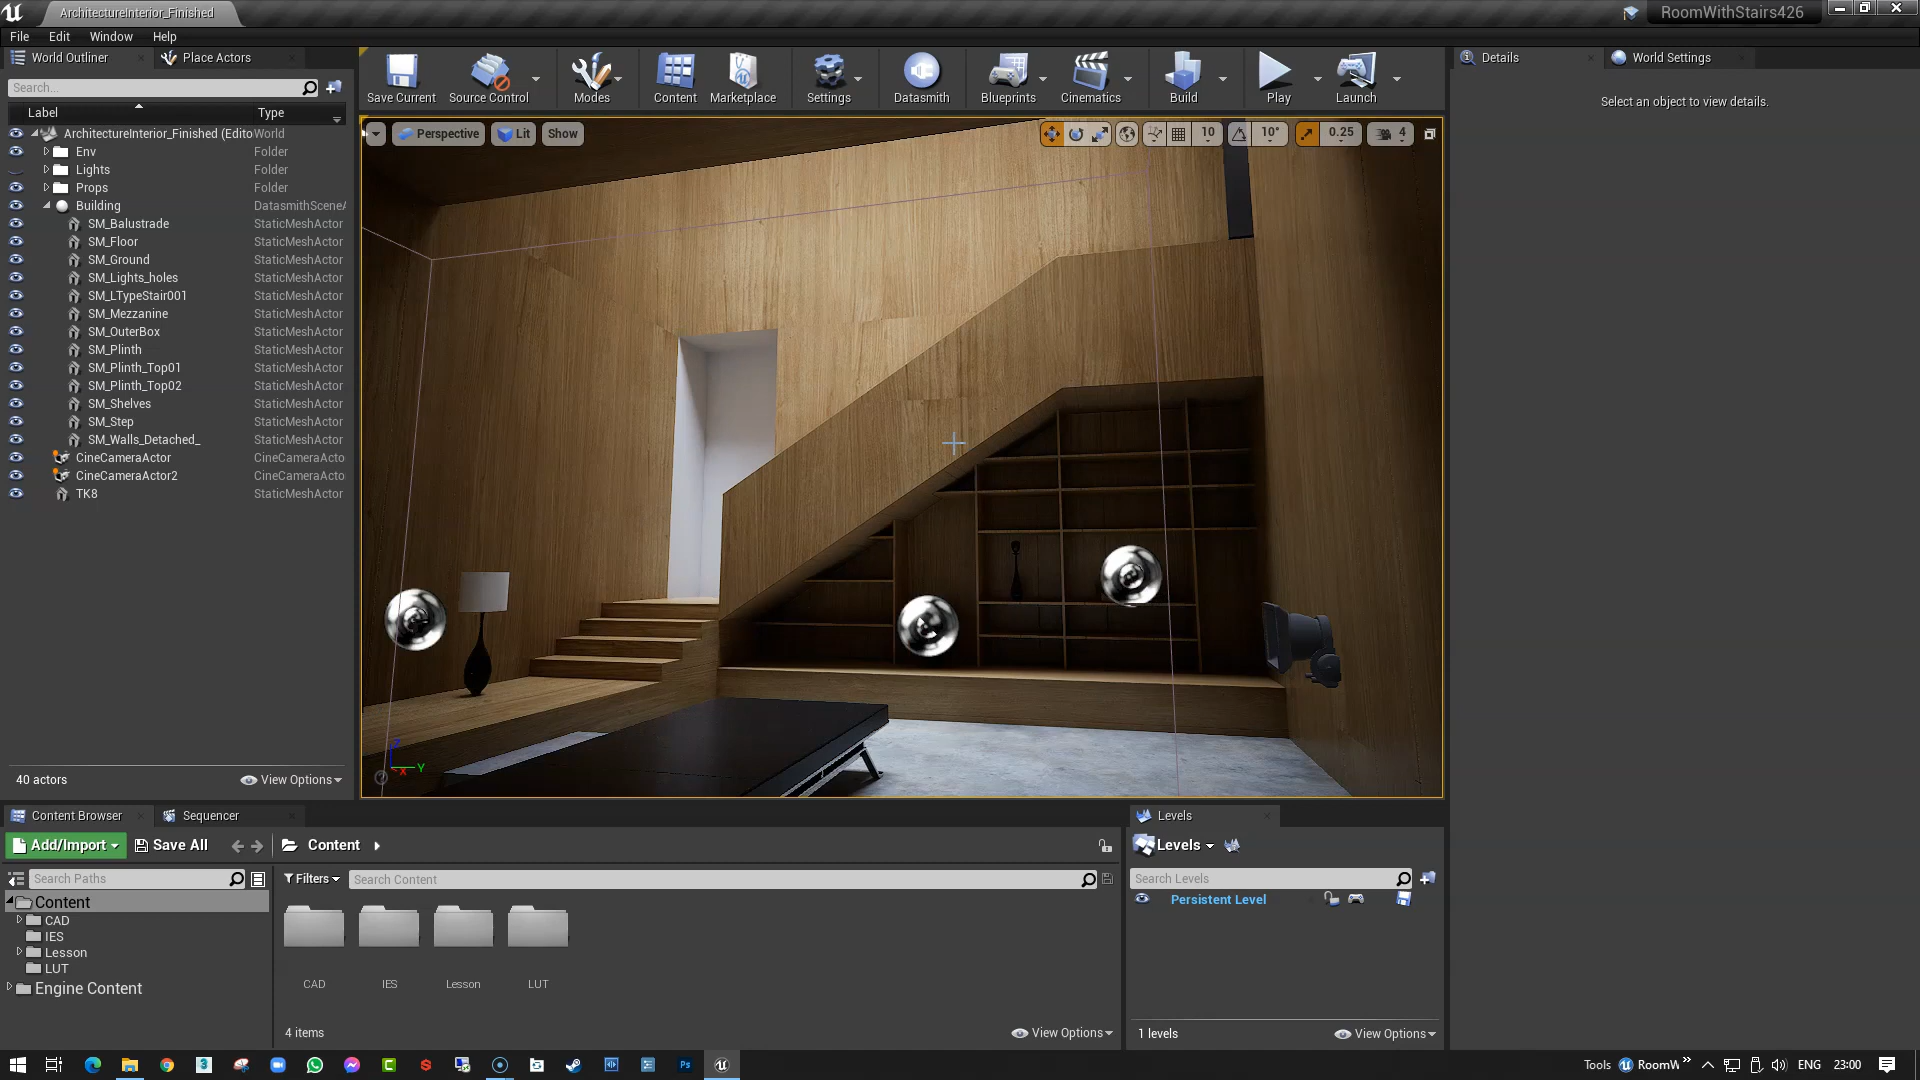 ArchitectureInterior_Finished
RoomWithStairs426
File Edit Window Help
World Outliner
Place Actors
Search...
Label Type
ArchitectureInterior_Finished (Edito World
Env Folder
Lights Folder
Props Folder
Building DatasmithSceneA
SM_Balustrade StaticMeshActor
SM_Floor StaticMeshActor
SM_Ground StaticMeshActor
SM_Lights_holes StaticMeshActor
SM_LTypeStair001 StaticMeshActor
SM_Mezzanine StaticMeshActor
SM_OuterBox StaticMeshActor
SM_Plinth StaticMeshActor
SM_Plinth_Top01 StaticMeshActor
SM_Plinth_Top02 StaticMeshActor
SM_Shelves StaticMeshActor
SM_Step StaticMeshActor
SM_Walls_Detached_ StaticMeshActor
CineCameraActor CineCameraActo
CineCameraActor2 CineCameraActo
TK8 StaticMeshActor
40 actors
View Options
Save Current
Source Control
Modes
Content
Marketplace
Settings
Datasmith
Blueprints
Cinematics
Build
Play
Launch
Perspective
Lit
Show
10
10°
0.25
4
Z
X
Y
Details
World Settings
Select an object to view details.
Content Browser
Sequencer
Add/Import
Save All
Content
Search Paths
Filters
Search Content
Content
CAD
IES
Lesson
LUT
Engine Content
CAD
IES
Lesson
LUT
4 items
View Options
Levels
Levels
Search Levels
Persistent Level
1 levels
View Options
Tools
RoomW
ENG
23:00